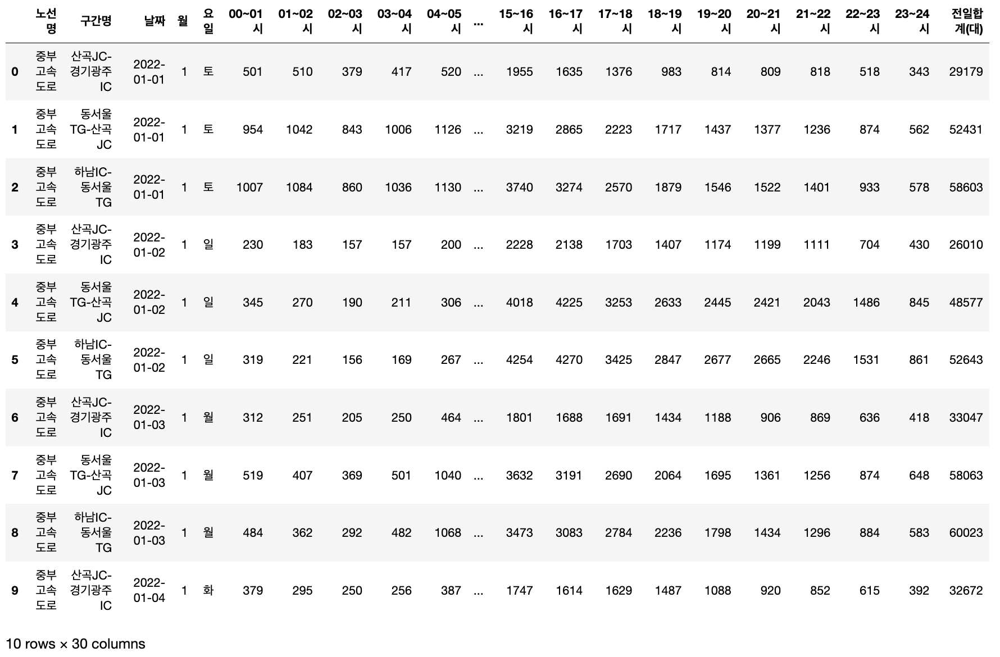 노선명 구간명 날짜 월 요일 00~01시 01~02시 02~03시 03~04시 04~05시 ... 15~16시 16~17시 17~18시 18~19시 19~20시 20~21시 21~22시 22~23시 23~24시 전일합계(대)
0 중부고속도로 산곡JC-경기광주IC 2022-01-01 1 토 501 510 379 417 520 ... 1955 1635 1376 983 814 809 818 518 343 29179
1 중부고속도로 동서울TG-산곡JC 2022-01-01 1 토 954 1042 843 1006 1126 ... 3219 2865 2223 1717 1437 1377 1236 874 562 52431
2 중부고속도로 하남IC-동서울TG 2022-01-01 1 토 1007 1084 860 1036 1130 ... 3740 3274 2570 1879 1546 1522 1401 933 578 58603
3 중부고속도로 산곡JC-경기광주IC 2022-01-02 1 일 230 183 157 157 200 ... 2228 2138 1703 1407 1174 1199 1111 704 430 26010
4 중부고속도로 동서울TG-산곡JC 2022-01-02 1 일 345 270 190 211 306 ... 4018 4225 3253 2633 2445 2421 2043 1486 845 48577
5 중부고속도로 하남IC-동서울TG 2022-01-02 1 일 319 221 156 169 267 ... 4254 4270 3425 2847 2677 2665 2246 1531 861 52643
6 중부고속도로 산곡JC-경기광주IC 2022-01-03 1 월 312 251 205 250 464 ... 1801 1688 1691 1434 1188 906 869 636 418 33047
7 중부고속도로 동서울TG-산곡JC 2022-01-03 1 월 519 407 369 501 1040 ... 3632 3191 2690 2064 1695 1361 1256 874 648 58063
8 중부고속도로 하남IC-동서울TG 2022-01-03 1 월 484 362 292 482 1068 ... 3473 3083 2784 2236 1798 1434 1296 884 583 60023
9 중부고속도로 산곡JC-경기광주IC 2022-01-04 1 화 379 295 250 256 387 ... 1747 1614 1629 1487 1088 920 852 615 392 32672
10 rows × 30 columns